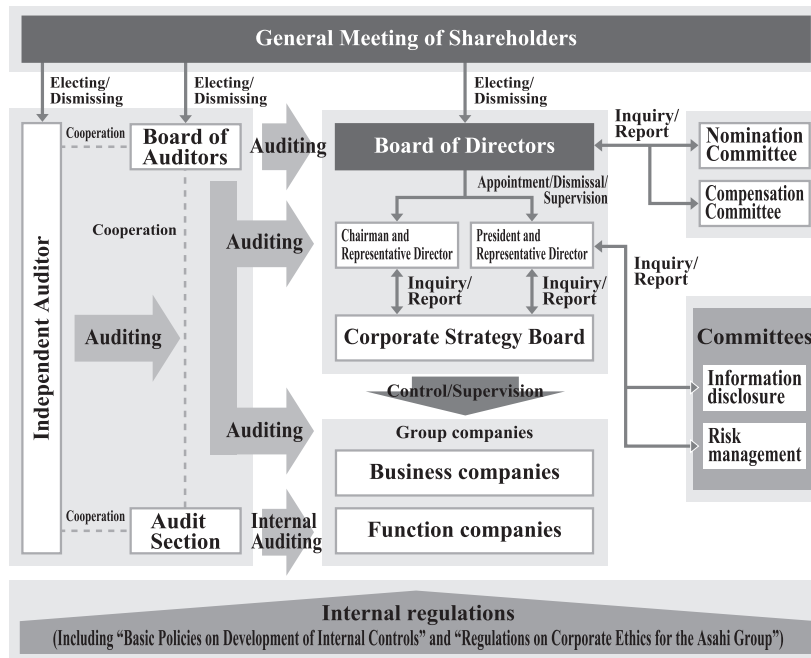 General Meeting of Shareholders
Electing/
Dismissing
Electing/
Dismissing
Electing/
Dismissing
Independent Auditor
Cooperation
Board of
Auditors
Auditing
Board of Directors
Inquiry/
Report
Nomination
Committee
Compensation
Committee
Appointment/Dismissal/
Supervision
Cooperation
Auditing
Chairman and
Representative Director
President and
Representative Director
Inquiry/
Report
Inquiry/
Report
Inquiry/
Report
Auditing
Corporate Strategy Board
Committees
Information
disclosure
Risk
management
Control/Supervision
Auditing
Group companies
Business companies
Cooperation
Audit
Section
Internal
Auditing
Function companies
Internal regulations
(Including “Basic Policies on Development of Internal Controls” and “Regulations on Corporate Ethics for the Asahi Group”)